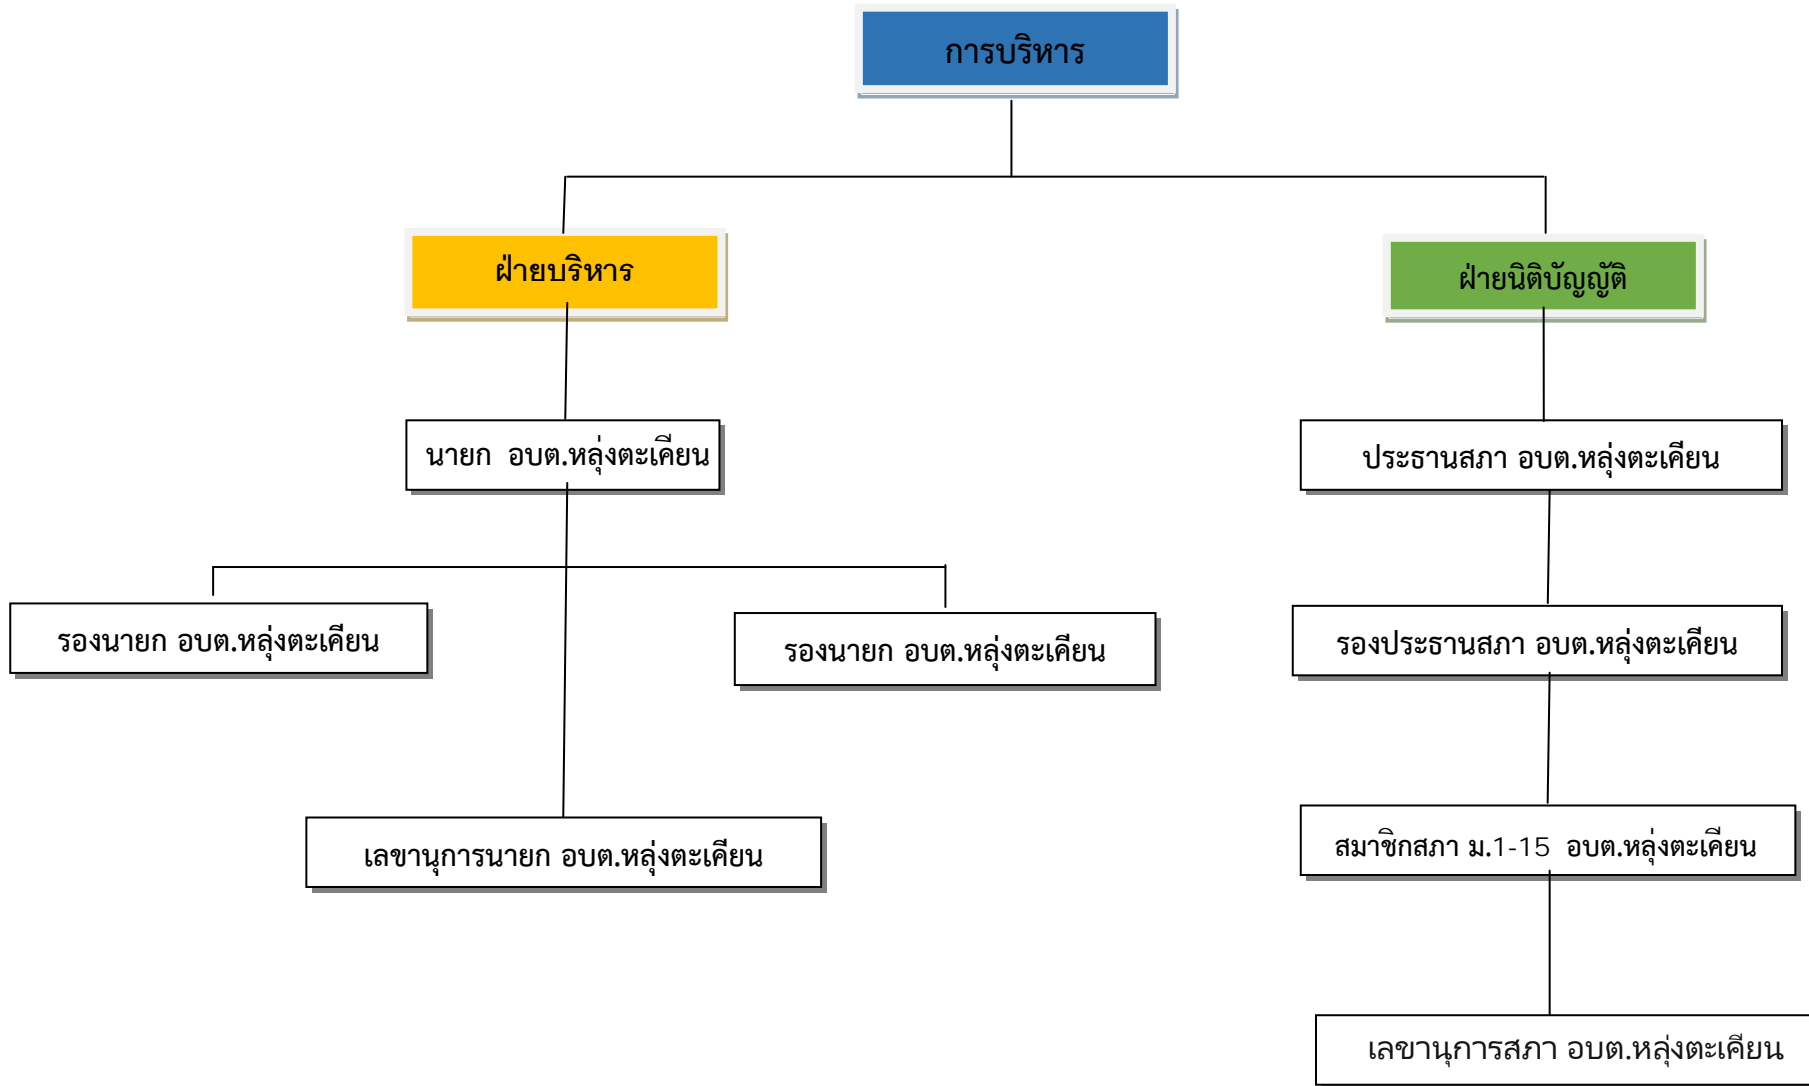 การบริหาร
ฝ่ายบริหาร
ฝ่ายนิติบัญญัติ
นายก อบต.หลุ่งตะเคียน
ประธานสภา อบต.หลุ่งตะเคียน
รองนายก อบต.หลุ่งตะเคียน
รองนายก อบต.หลุ่งตะเคียน
รองประธานสภา อบต.หลุ่งตะเคียน
เลขานุการนายก อบต.หลุ่งตะเคียน
สมาชิกสภา ม.1-15 อบต.หลุ่งตะเคียน
เลขานุการสภา อบต.หลุ่งตะเคียน